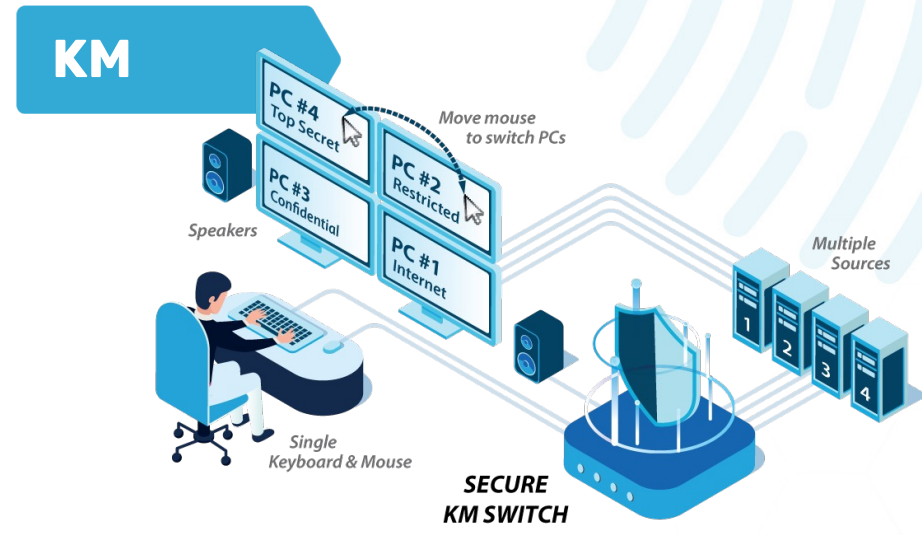 KM
PC #4
Top Secret
Move mouse
to switch PCs
PC #2
Restricted
PC #3
Confidential
Speakers
PC #1
Internet
Multiple
Sources
1
2
3
4
Single
Keyboard & Mouse
SECURE
KM SWITCH